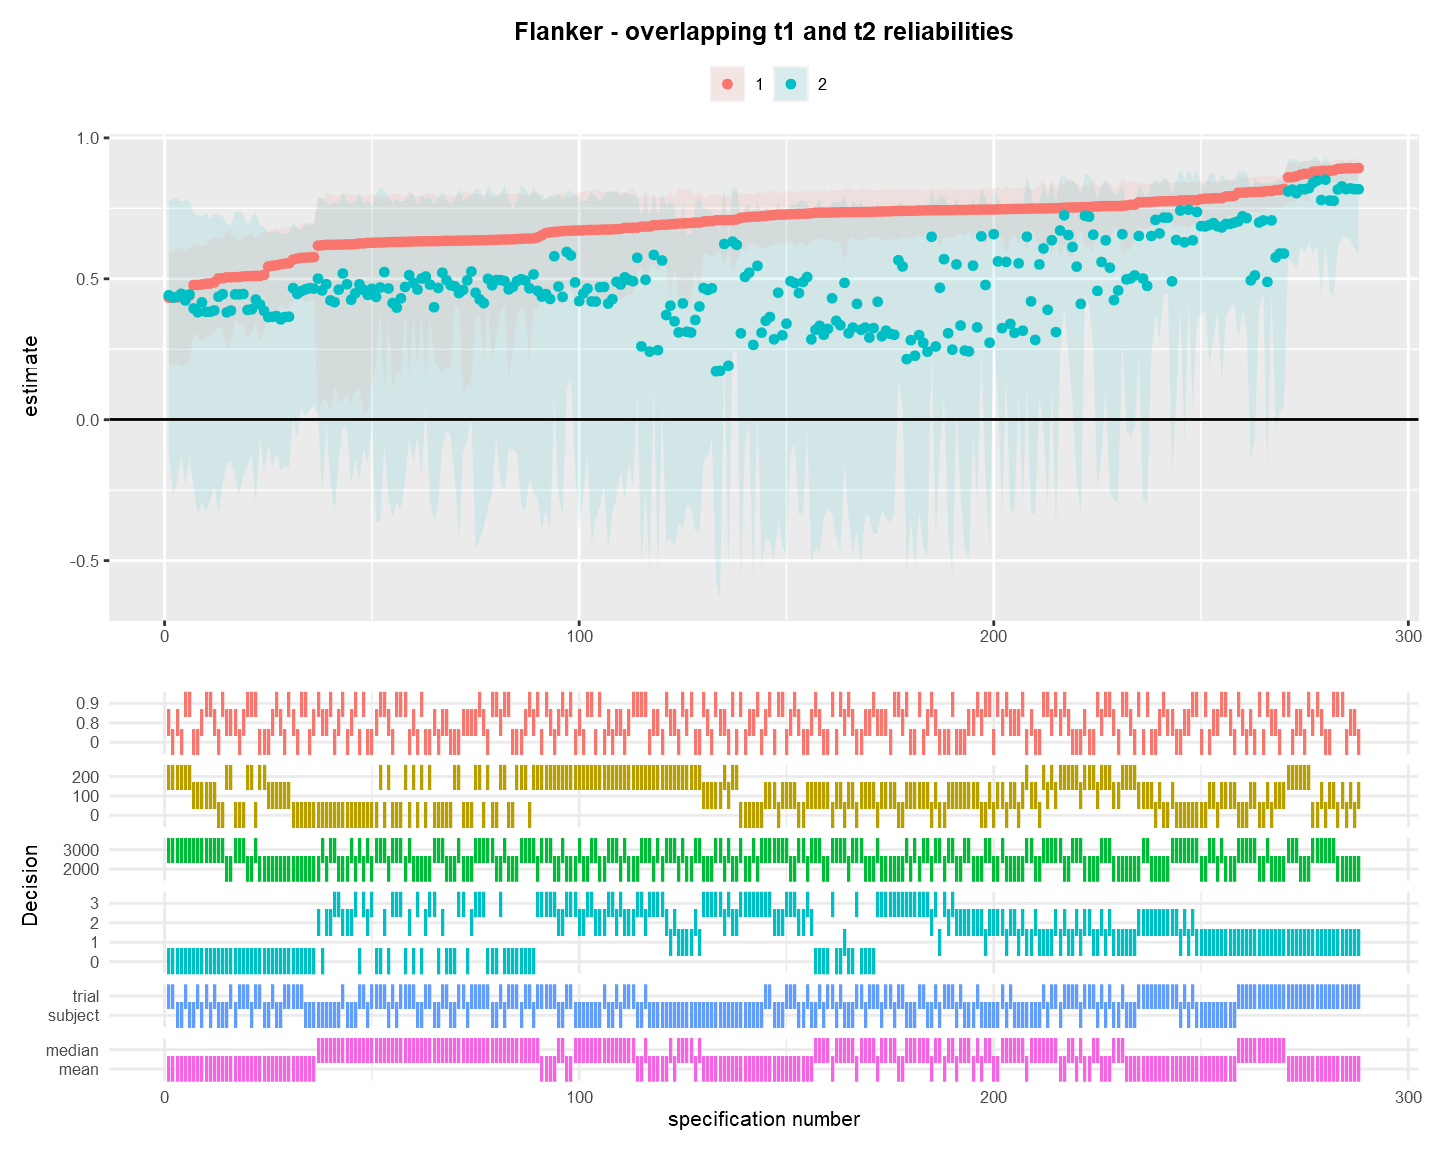 Flanker - overlapping t1 and t2 reliabilities
1 2
1.0
0.5
0.0
-0.5
estimate
0 100 200 300
0.9
0.8
0
200
100
0
3000
2000
3
2
1
0
trial
subject
median
mean
Decision
0 100 200 300
specification number